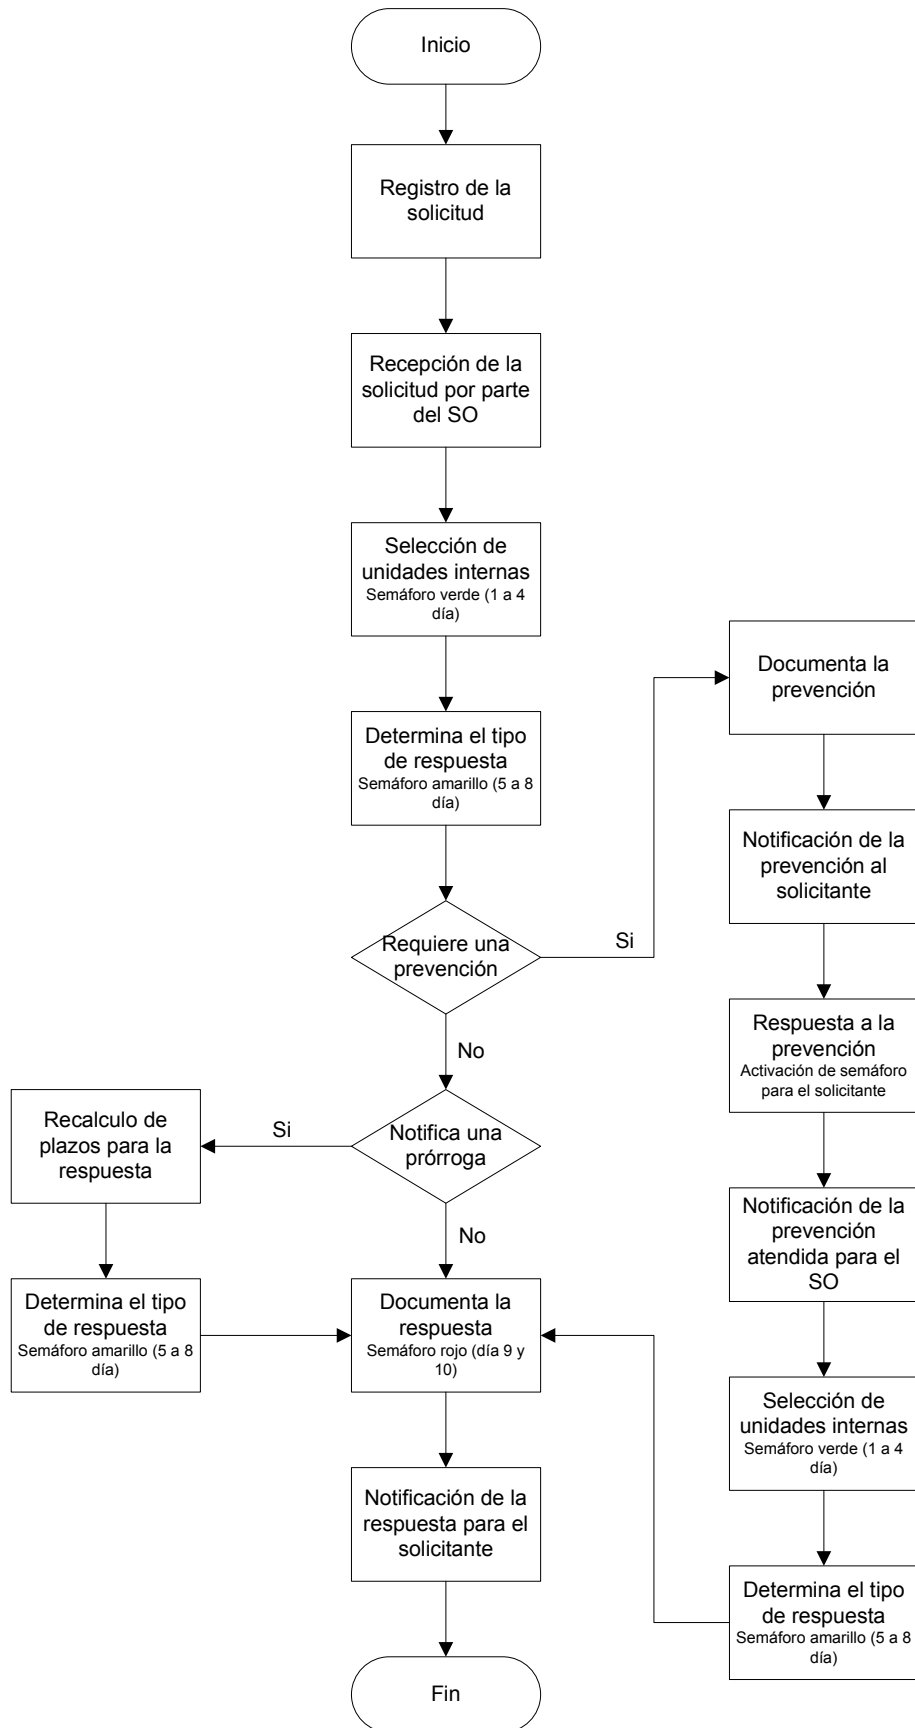 Inicio
Registro de la
solicitud
Recepción de la
solicitud por parte
del SO
Selección de
unidades internas
Semáforo verde (1 a 4
día)
Determina el tipo
de respuesta
Semáforo amarillo (5 a 8
día)
Requiere una
prevención
Si
No
Documenta la
prevención
Notificación de la
prevención al
solicitante
Respuesta a la
prevención
Activación de semáforo
para el solicitante
Notificación de la
prevención
atendida para el
SO
Selección de
unidades internas
Semáforo verde (1 a 4
día)
Determina el tipo
de respuesta
Semáforo amarillo (5 a 8
día)
Notifica una
prórroga
Si
No
Recalculo de
plazos para la
respuesta
Determina el tipo
de respuesta
Semáforo amarillo (5 a 8
día)
Documenta la
respuesta
Semáforo rojo (día 9 y
10)
Notificación de la
respuesta para el
solicitante
Fin